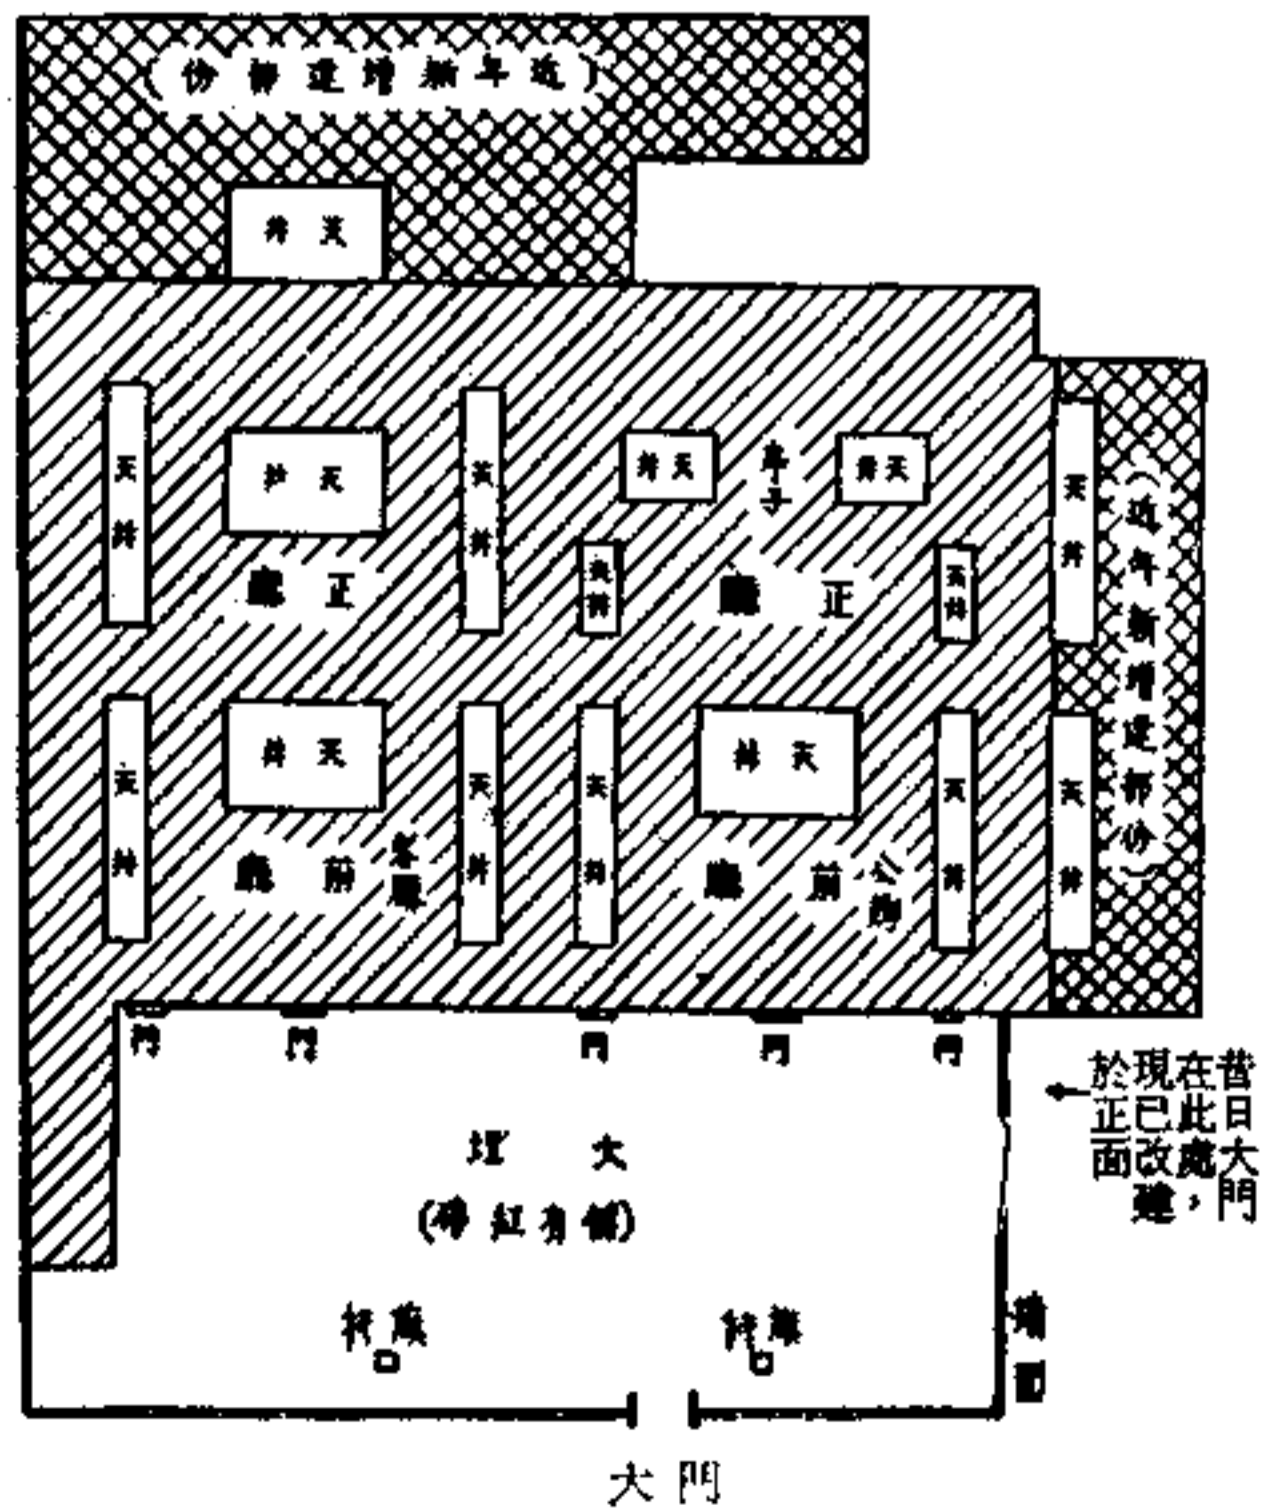 (近年新增建部份)
天井
天井
天井
天井
天井
亭子
天井
天井
(近年新增建部份)
正廳
天井
正廳
天井
天井
天井
天井
天井
天井
天井
天井
天井
前廳
客廳
前廳
公廳
門
門
門
門
門
昔日大門
在此處,
現已改建
於正面
大埕
(舖有紅磚)
旗杆
旗杆
圍牆
大門